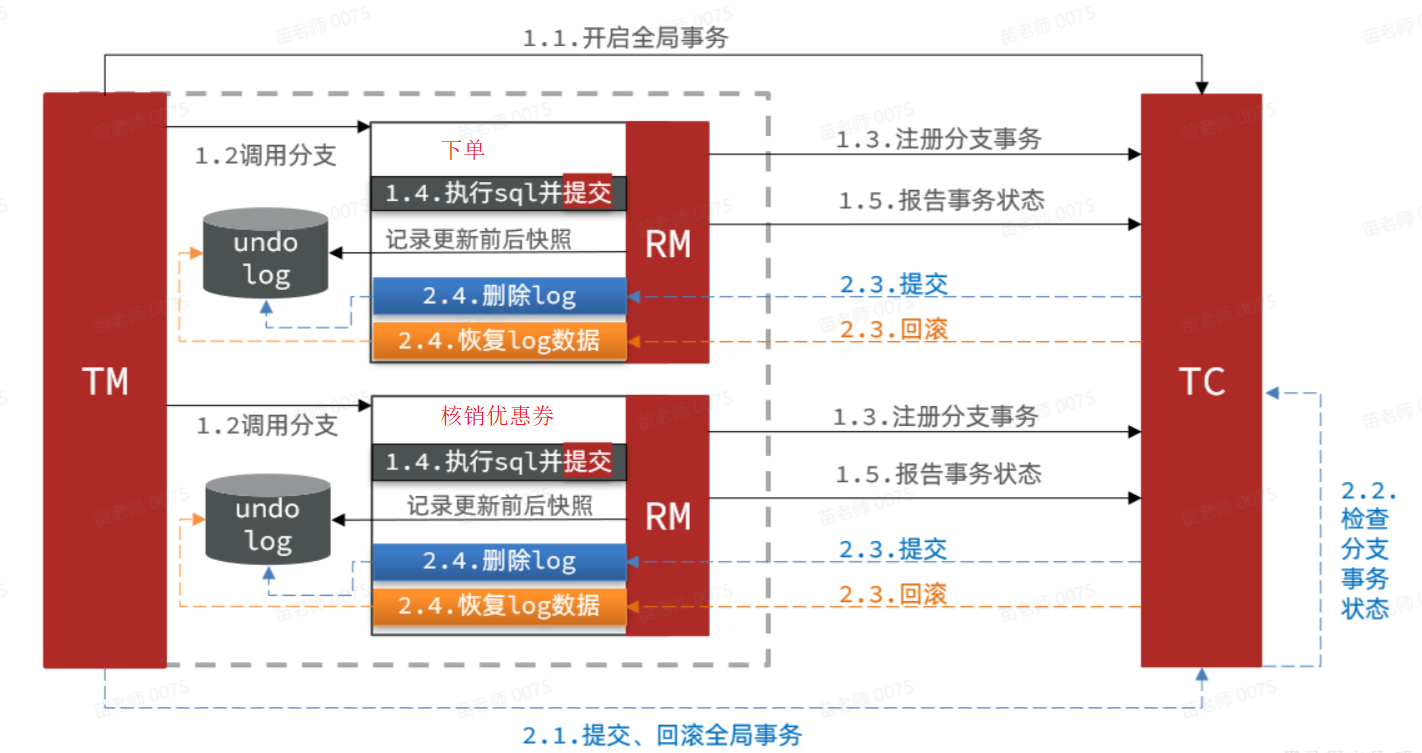 1.1.开启全局事务
1.2调用分支
下单
1.3.注册分支事务
1.4.执行sql并提交
1.5.报告事务状态
undo
log
记录更新前后快照
RM
2.4.删除log
2.3.提交
2.4.恢复log数据
2.3.回滚
TM
TC
1.2调用分支
核销优惠券
1.3.注册分支事务
1.4.执行sql并提交
1.5.报告事务状态
undo
log
记录更新前后快照
RM
2.4.删除log
2.3.提交
2.4.恢复log数据
2.3.回滚
2.2.
检查
分支
事务
状态
2.1.提交、回滚全局事务
苗老师 0075